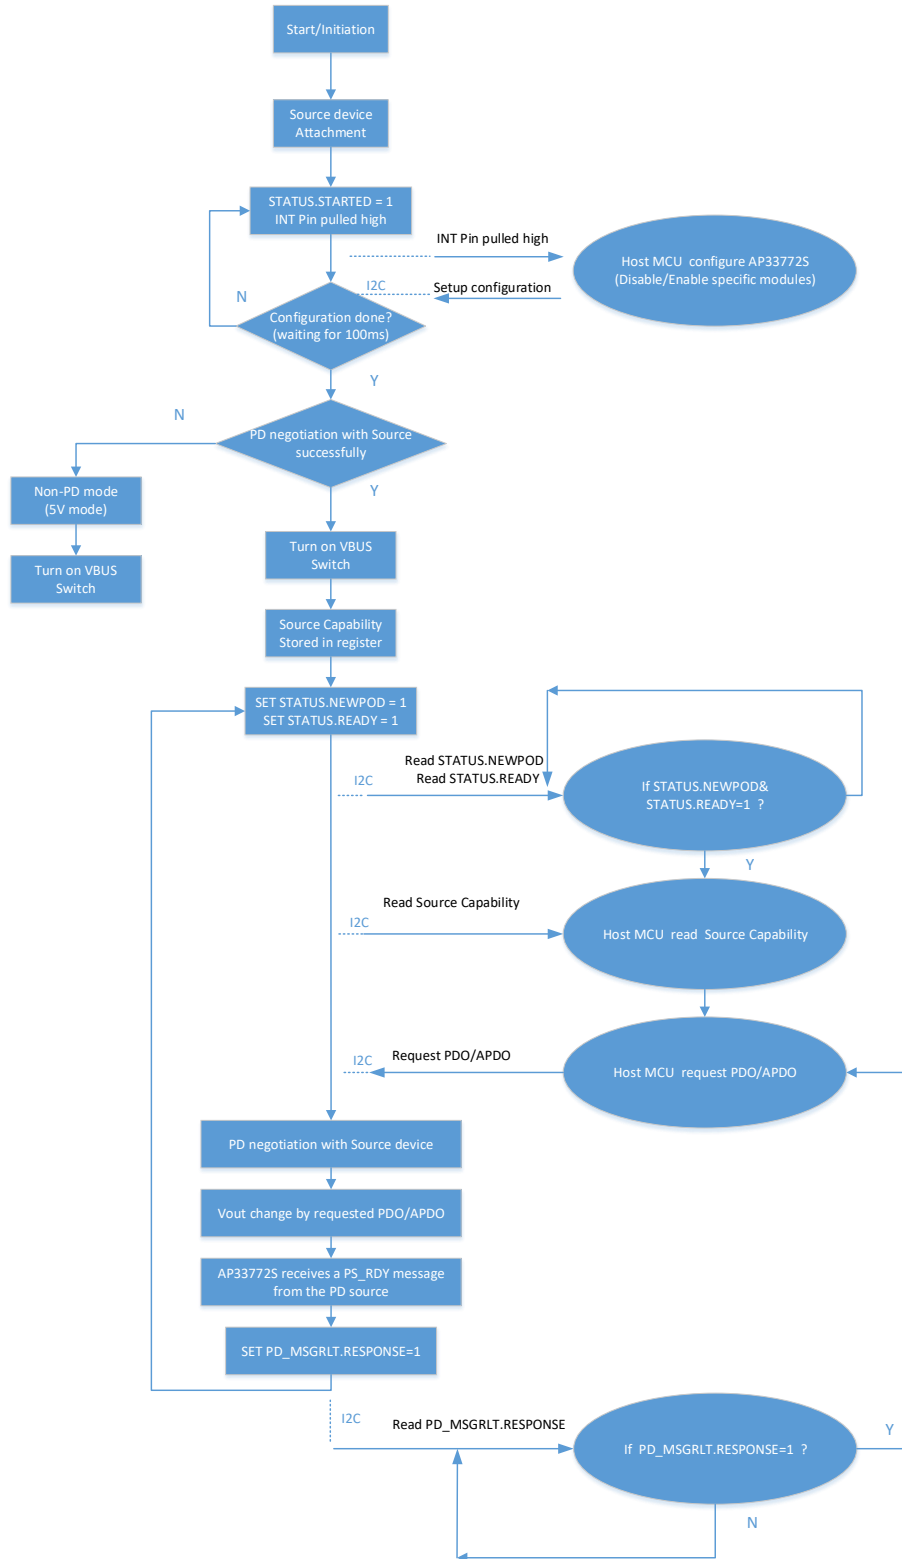 Start/Initiation
Source device
Attachment
STATUS.STARTED = 1
INT Pin pulled high
INT Pin pulled high
Host MCU configure AP33772S
(Disable/Enable specific modules)
I2C
Setup configuration
N
Configuration done?
(waiting for 100ms)
Y
N
PD negotiation with Source
successfully
Y
Non-PD mode
(5V mode)
Turn on VBUS
Switch
Turn on VBUS
Switch
Source Capability
Stored in register
SET STATUS.NEWPOD = 1
SET STATUS.READY = 1
Read STATUS.NEWPOD
Read STATUS.READY
I2C
If STATUS.NEWPOD&
STATUS.READY=1 ?
Y
Read Source Capability
I2C
Host MCU read Source Capability
Request PDO/APDO
I2C
Host MCU request PDO/APDO
PD negotiation with Source device
Vout change by requested PDO/APDO
AP33772S receives a PS_RDY message
from the PD source
SET PD_MSGRLT.RESPONSE=1
I2C
Read PD_MSGRLT.RESPONSE
If PD_MSGRLT.RESPONSE=1 ?
Y
N